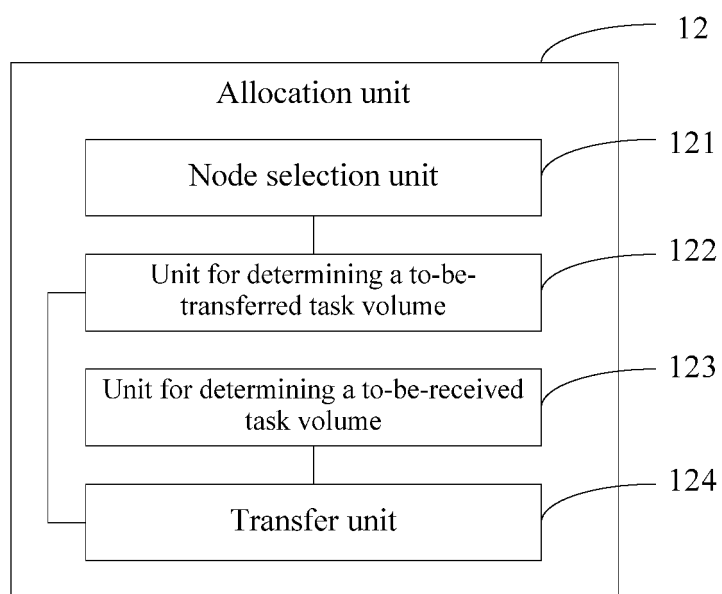 12
Allocation unit
121
Node selection unit
122
Unit for determining a to-be-
transferred task volume
123
Unit for determining a to-be-received
task volume
124
Transfer unit